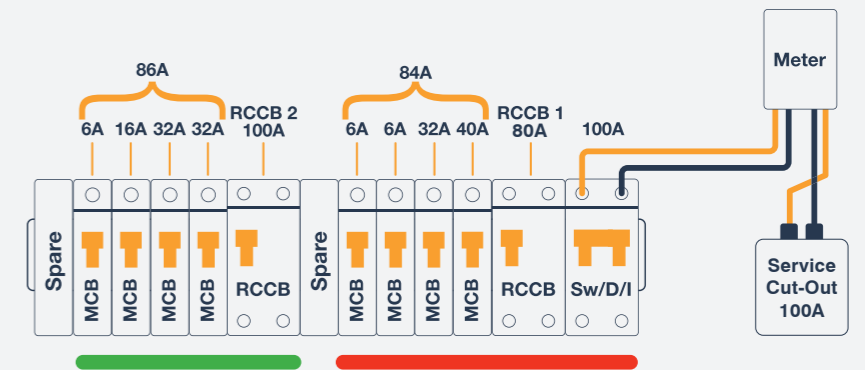 86A
84A
6A 16A 32A 32A
RCCB 2
100A
6A 6A 32A 40A
RCCB 1
80A
100A
Meter
Spare
MCB
MCB
MCB
MCB
RCCB
Spare
MCB
MCB
MCB
MCB
RCCB
Sw/D/I
Service
Cut-Out
100A